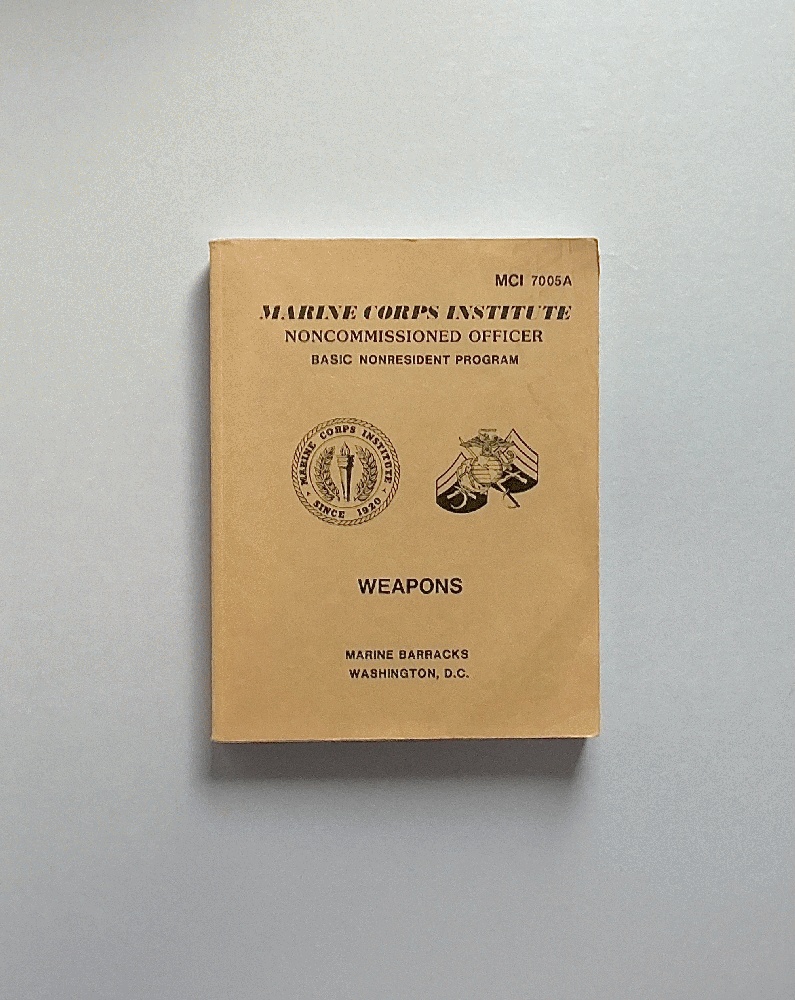 MCI 7005A
MARINE CORPS INSTITUTE
NONCOMMISSIONED OFFICER
BASIC NONRESIDENT PROGRAM
MARINE CORPS INSTITUTE
SINCE 1920
WEAPONS
MARINE BARRACKS
WASHINGTON, D.C.